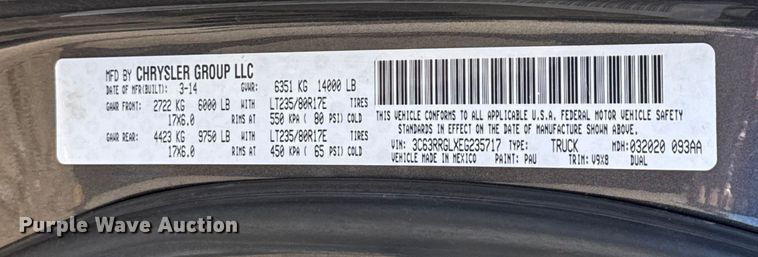 MFD BY CHRYSLER GROUP LLC
DATE OF MFR(BUILT): 3-14 GVWR: 6351 KG 14000 LB
GAWR FRONT: 2722 KG 6000 LB WITH LT235/80R17E TIRES
17X6.0 RIMS AT 550 KPA ( 80 PSI) COLD
GAWR REAR: 4423 KG 9750 LB WITH LT235/80R17E TIRES
17X6.0 RIMS AT 450 KPA ( 65 PSI) COLD
THIS VEHICLE CONFORMS TO ALL APPLICABLE U.S.A. FEDERAL MOTOR VEHICLE SAFETY
STANDARDS IN EFFECT ON THE DATE OF MANUFACTURE SHOWN ABOVE.
VIN: 3C63RRGLXEG235717 TYPE: TRUCK MDH: 032020 093AA
VEHICLE MADE IN MEXICO PAINT: PAU TRIM: V9X8 DUAL
Purple Wave Auction